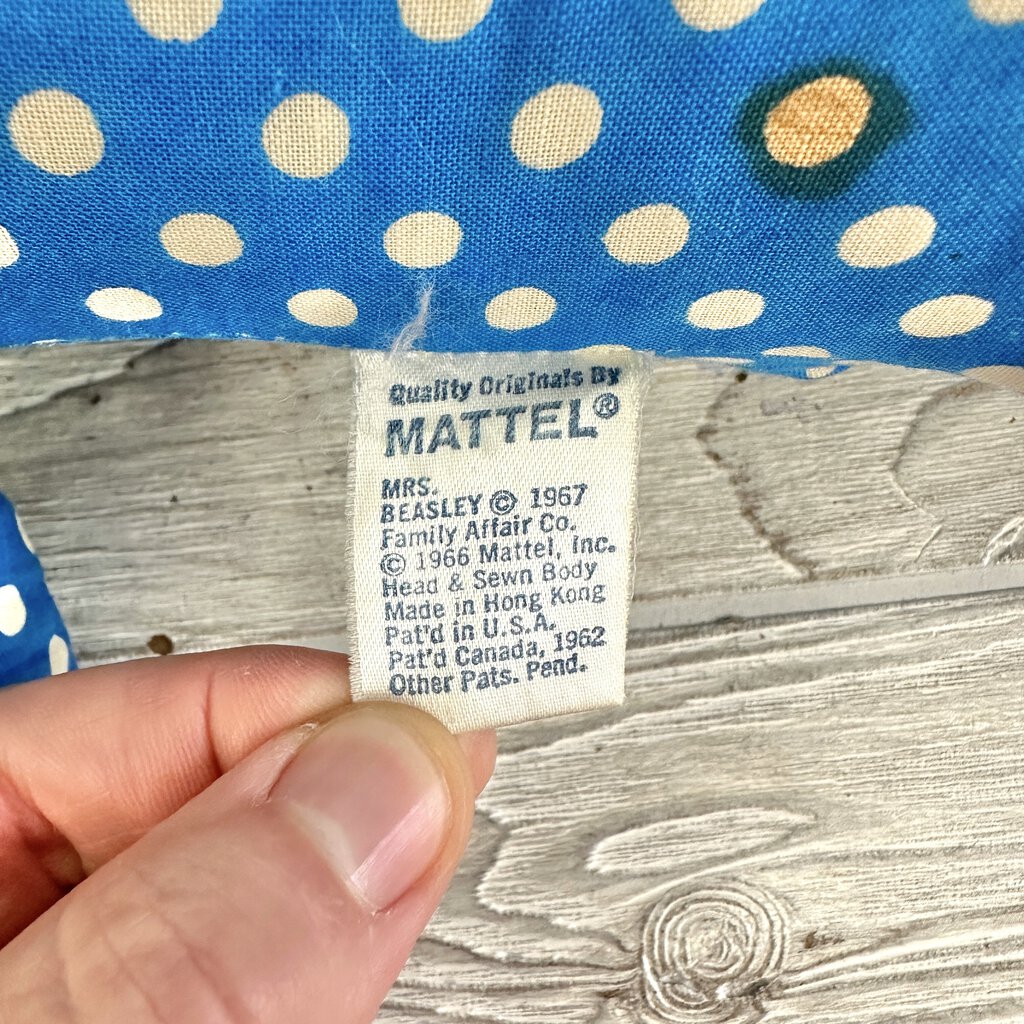 Quality Originals By
MATTEL®
MRS.
BEASLEY © 1967
Family Affair Co.
© 1966 Mattel, Inc.
Head & Sewn Body
Made in Hong Kong
Pat'd in U.S.A.
Pat'd Canada, 1962
Other Pats. Pend.